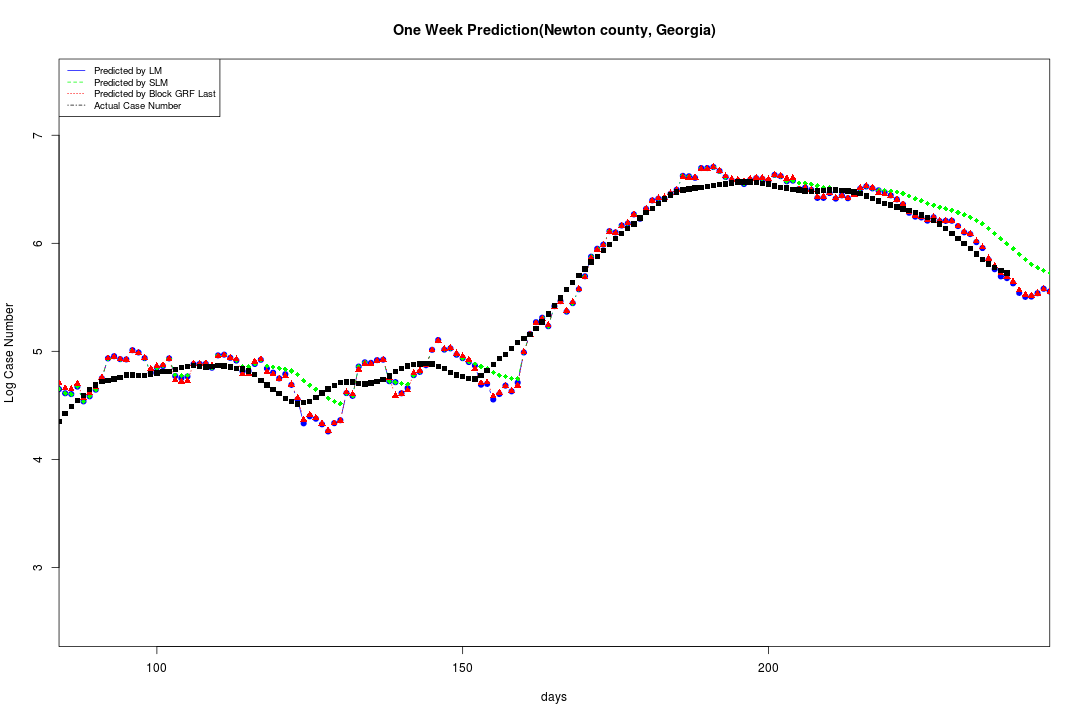 One Week Prediction(Newton county, Georgia)
Predicted by LM
Predicted by SLM
Predicted by Block GRF Last
Actual Case Number
7
6
5
4
3
Log Case Number
100
150
200
days